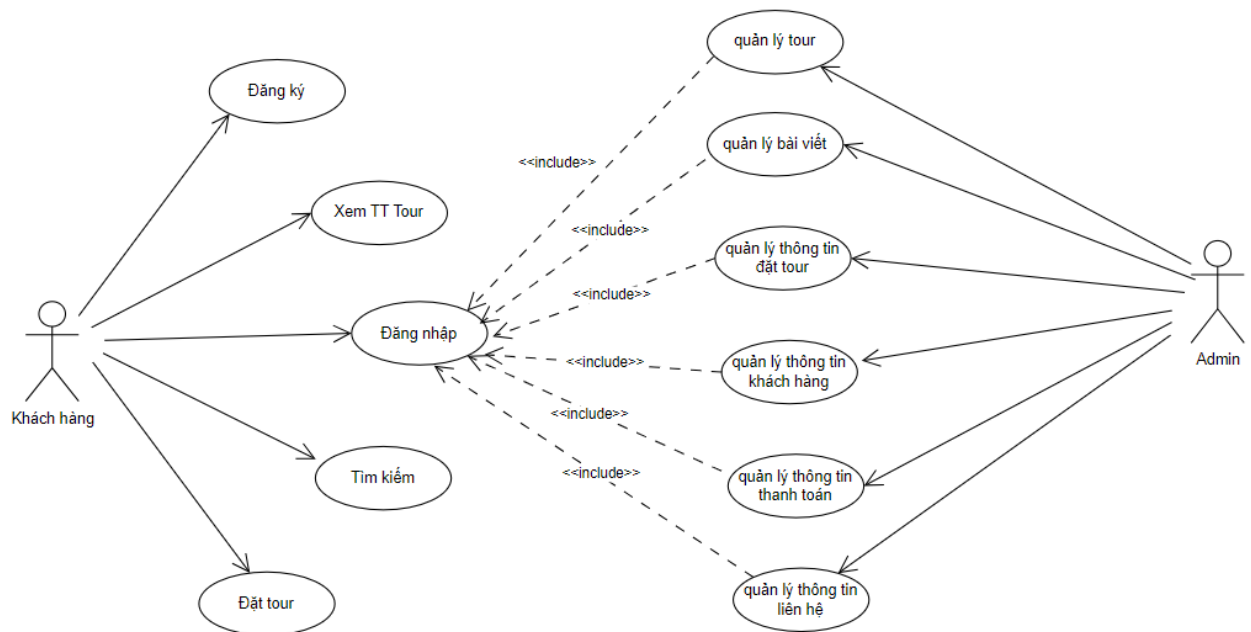 quản lý tour
Đăng ký
quản lý bài viết
<<include>>
Xem TT Tour
<<include>>
quản lý thông tin
đặt tour
<<include>>
Đăng nhập
<<include>>
quản lý thông tin
khách hàng
Admin
Khách hàng
<<include>>
Tìm kiếm
<<include>>
quản lý thông tin
thanh toán
quản lý thông tin
liên hệ
Đặt tour